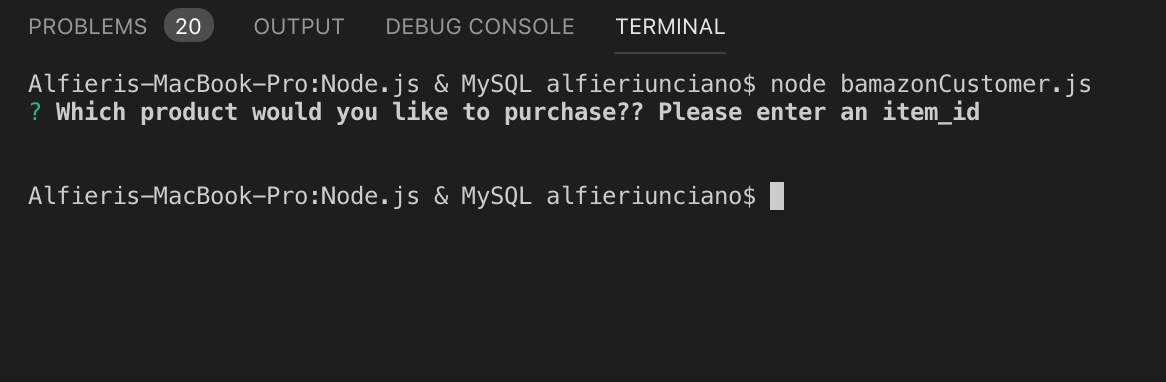 PROBLEMS 20 OUTPUT DEBUG CONSOLE TERMINAL
Alfieris-MacBook-Pro:Node.js & MySQL alfieriunciano$ node bamazonCustomer.js
? Which product would you like to purchase?? Please enter an item_id
Alfieris-MacBook-Pro:Node.js & MySQL alfieriunciano$